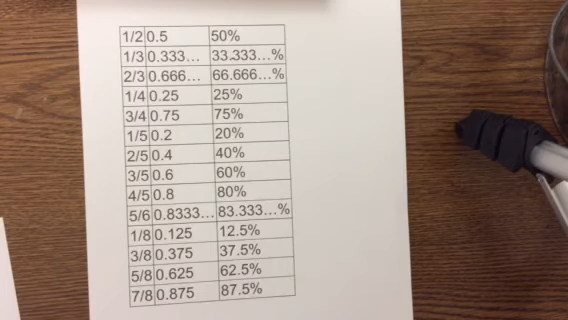 1/2 0.5 50%
1/3 0.333... 33.333...%
2/3 0.666... 66.666...%
1/4 0.25 25%
3/4 0.75 75%
1/5 0.2 20%
2/5 0.4 40%
3/5 0.6 60%
4/5 0.8 80%
5/6 0.8333... 83.333...%
1/8 0.125 12.5%
3/8 0.375 37.5%
5/8 0.625 62.5%
7/8 0.875 87.5%